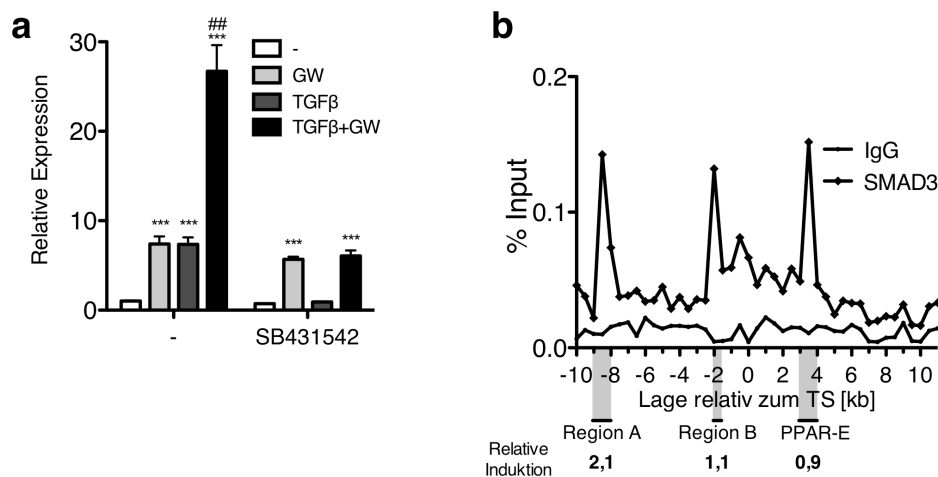 a
##
***
30
20
10
0
Relative Expression
-
GW
TGFβ
TGFβ+GW
*** ***
***
***
-
SB431542
b
0.2
0.1
0.0
% Input
IgG
SMAD3
-10 -8 -6 -4 -2 0 2 4 6 8 10
Lage relativ zum TS [kb]
Region A Region B PPAR-E
Relative
Induktion
2,1 1,1 0,9